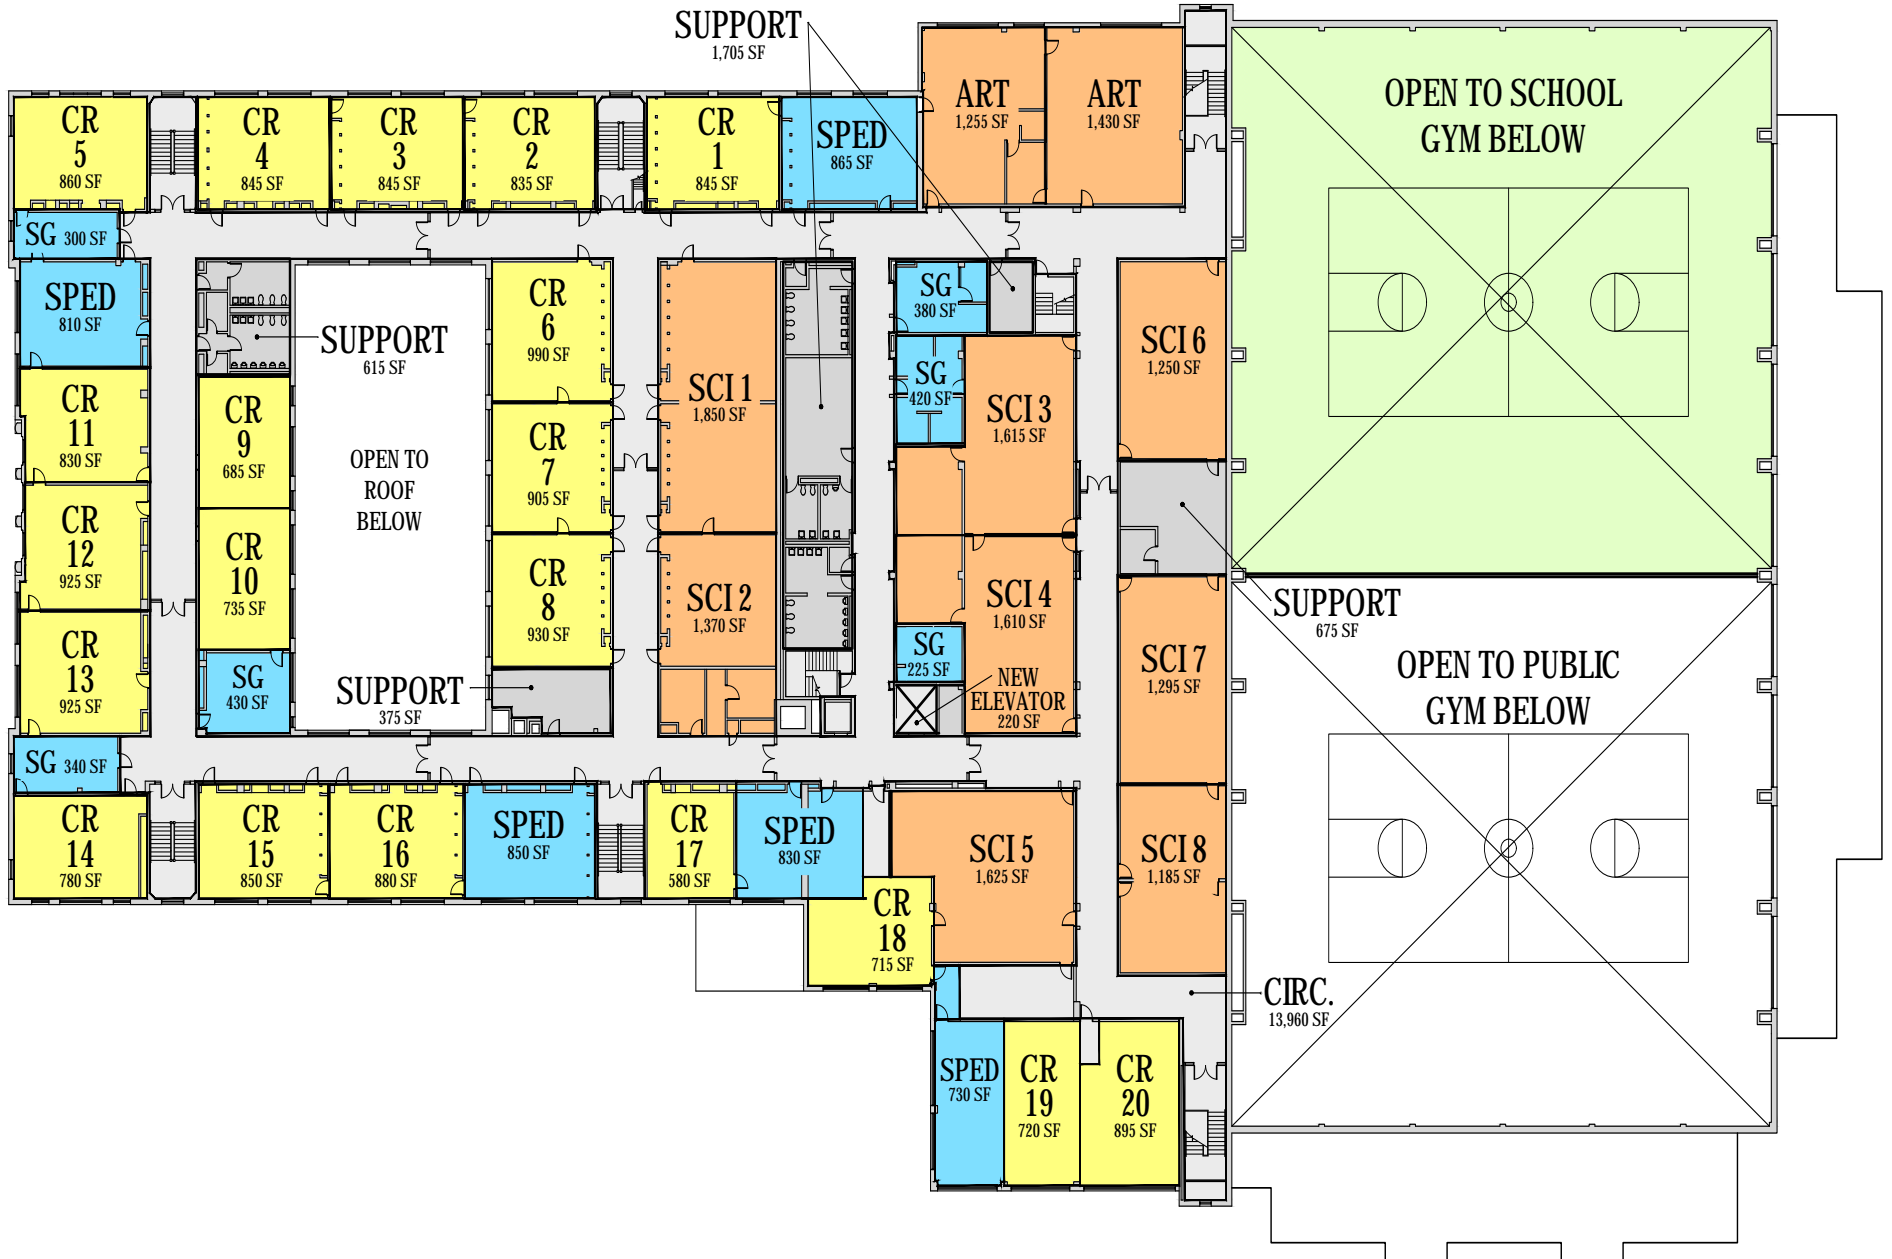 SUPPORT
1,705 SF
ART
1,255 SF
ART
1,430 SF
OPEN TO SCHOOL
GYM BELOW
CR
5
860 SF
CR
4
845 SF
CR
3
845 SF
CR
2
835 SF
CR
1
845 SF
SPED
865 SF
SG 300 SF
SPED
810 SF
SUPPORT
615 SF
CR
6
990 SF
SCI 1
1,850 SF
SG
380 SF
SG
420 SF
SCI 3
1,615 SF
SCI 6
1,250 SF
CR
11
830 SF
CR
9
685 SF
OPEN TO
ROOF
BELOW
CR
7
905 SF
CR
12
925 SF
CR
10
735 SF
CR
8
930 SF
SCI 2
1,370 SF
SCI 4
1,610 SF
SUPPORT
675 SF
CR
13
925 SF
SG
430 SF
SUPPORT
375 SF
SG
225 SF
NEW
ELEVATOR
220 SF
SCI 7
1,295 SF
OPEN TO PUBLIC
GYM BELOW
SG 340 SF
CR
14
780 SF
CR
15
850 SF
CR
16
880 SF
SPED
850 SF
CR
17
580 SF
SPED
830 SF
SCI 5
1,625 SF
SCI 8
1,185 SF
CR
18
715 SF
CIRC.
13,960 SF
SPED
730 SF
CR
19
720 SF
CR
20
895 SF